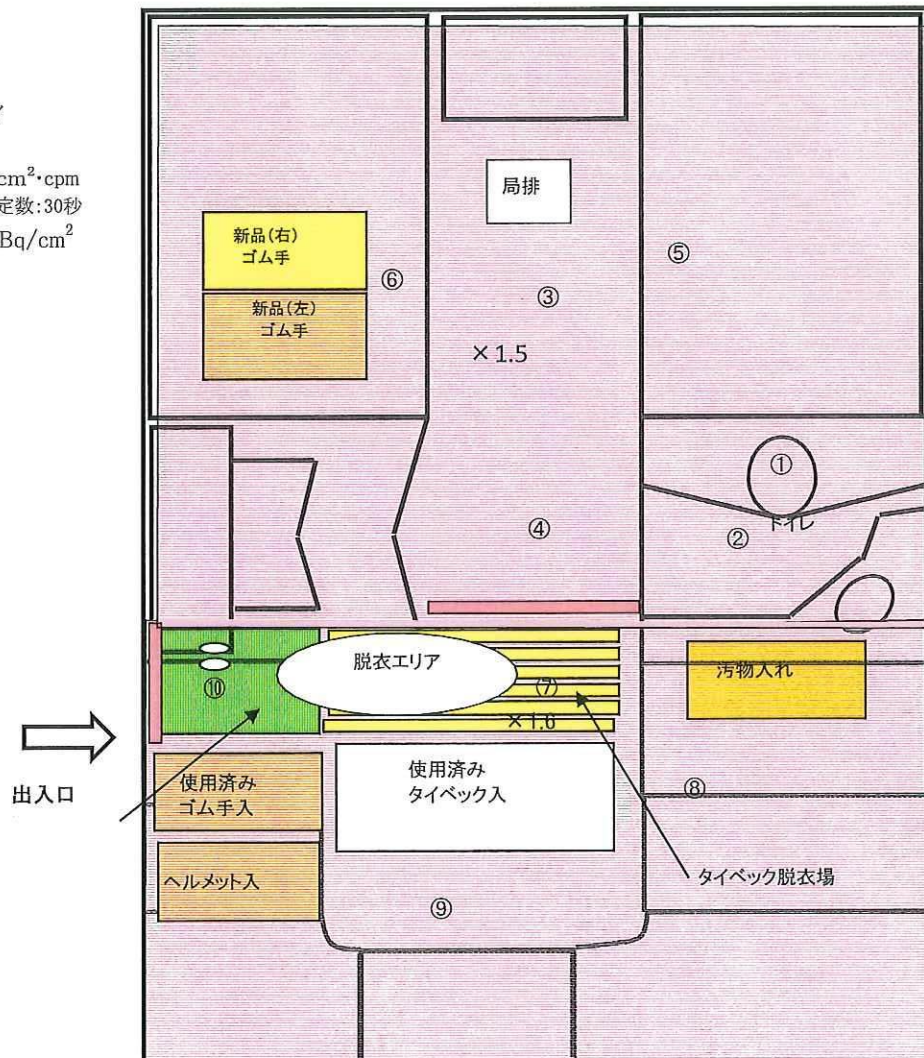 cm²・cpm
定数:30秒
Bq/cm²
局排
新品(右)
ゴム手
新品(左)
ゴム手
⑥
③
⑤
×1.5
①
④
②
トイレ
脱衣エリア
⑦
⑩
汚物入れ
×1.6
出入口
使用済み
ゴム手入
使用済み
タイベック入
⑧
ヘルメット入
タイベック脱衣場
⑨